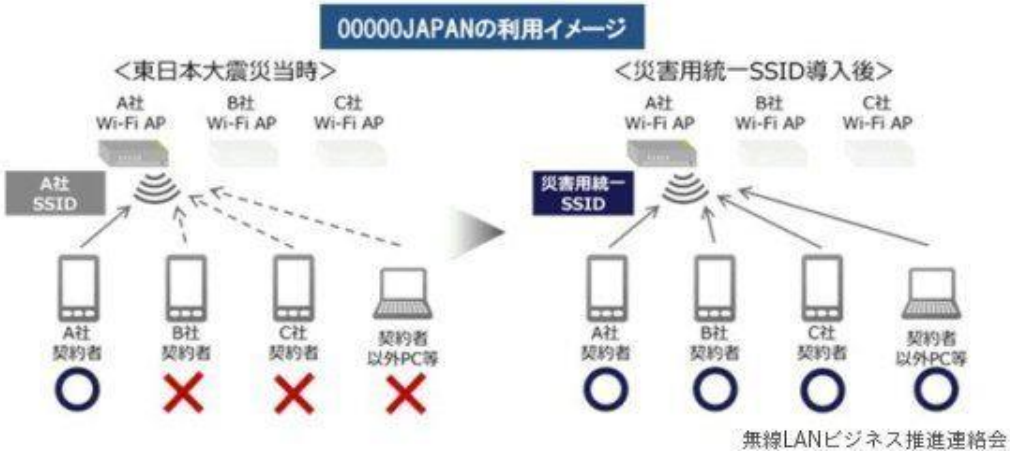 00000JAPANの利用イメージ
＜東日本大震災当時＞
A社
Wi-Fi AP
B社
Wi-Fi AP
C社
Wi-Fi AP
A社
SSID
A社
契約者
B社
契約者
C社
契約者
契約者
以外PC等
＜災害用統一SSID導入後＞
A社
Wi-Fi AP
B社
Wi-Fi AP
C社
Wi-Fi AP
災害用統一
SSID
A社
契約者
B社
契約者
C社
契約者
契約者
以外PC等
無線LANビジネス推進連絡会